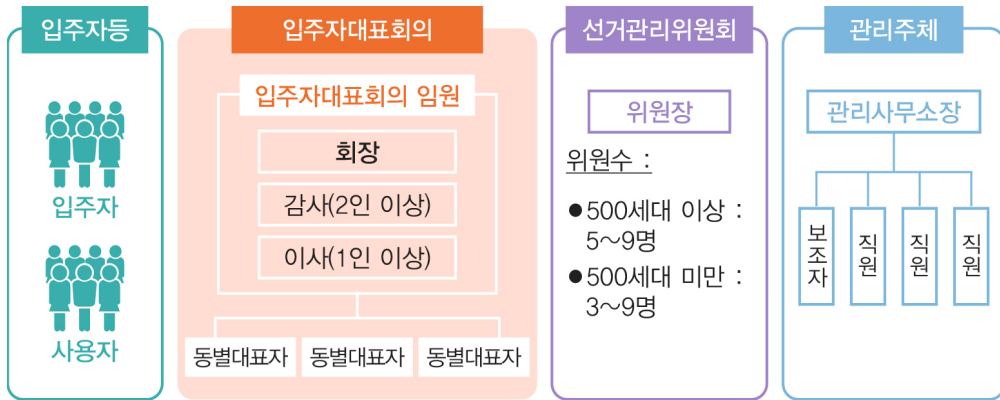 입주자등
입주자
사용자
입주자대표회의
입주자대표회의 임원
회장
감사(2인 이상)
이사(1인 이상)
동별대표자 동별대표자 동별대표자
선거관리위원회
위원장
위원수 :
●500세대 이상 :
5～9명
●500세대 미만 :
3～9명
관리주체
관리사무소장
보조자
직원
직원
직원